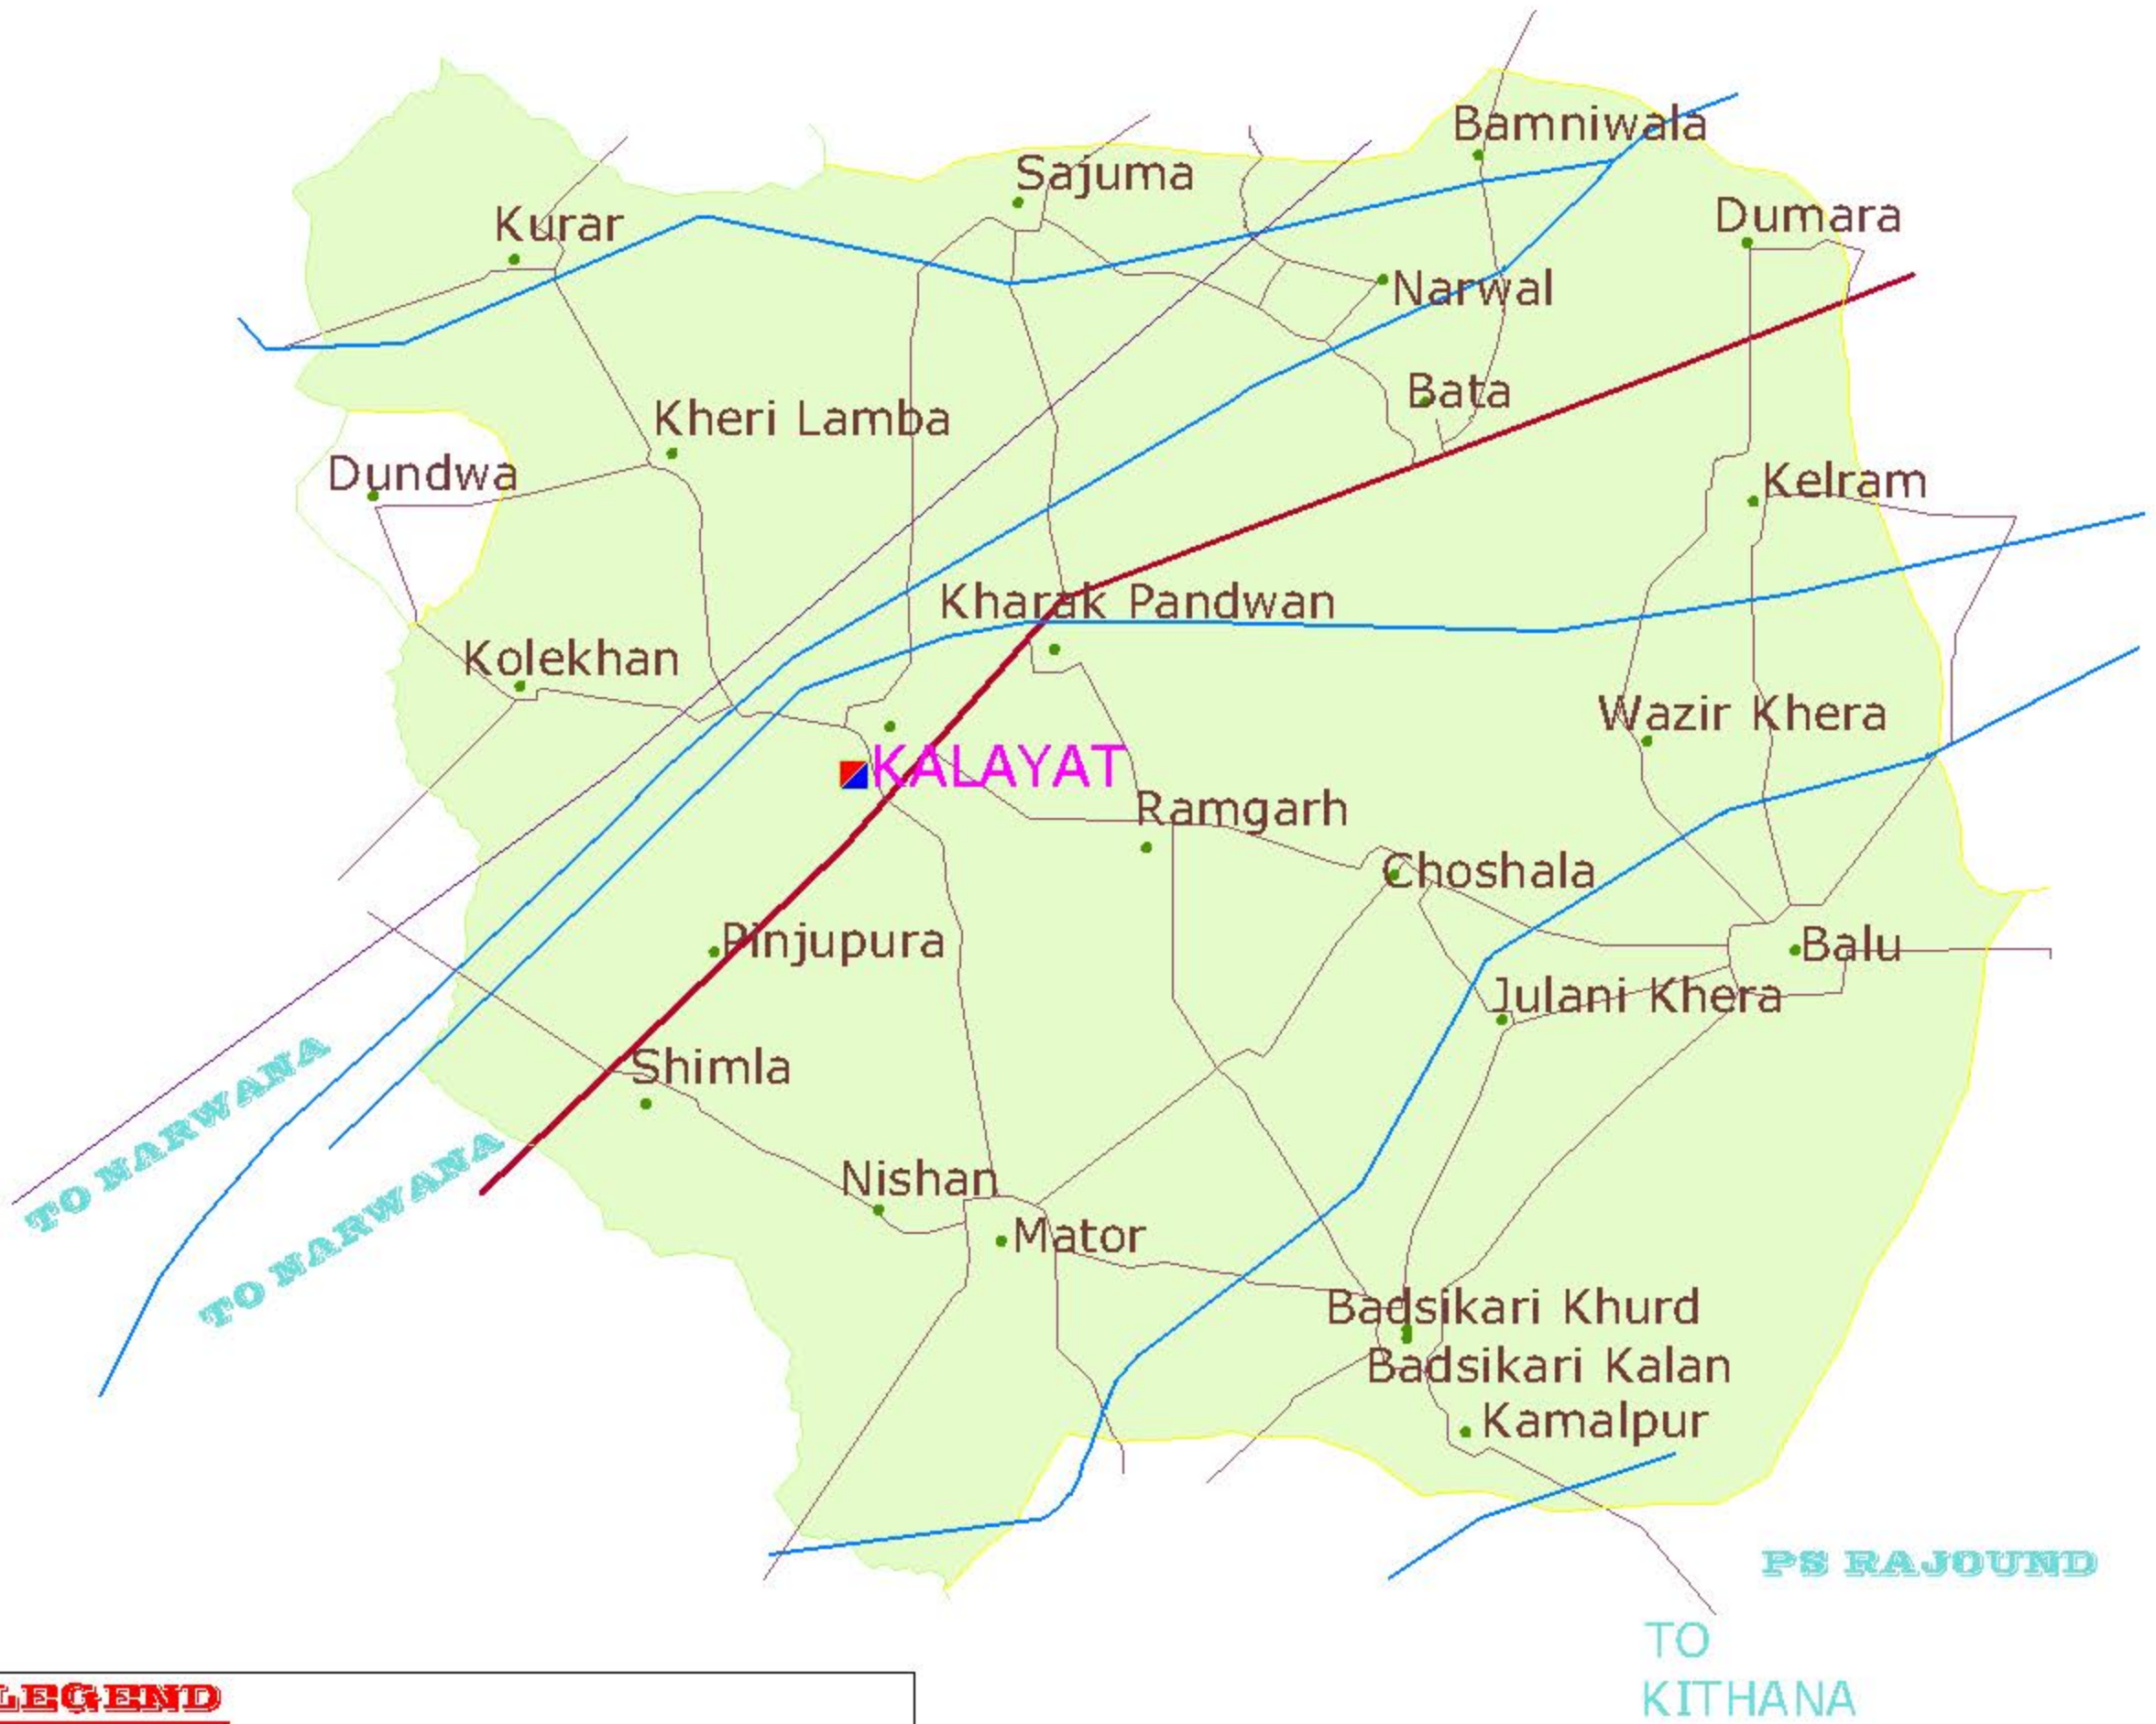 Bamniwala
Sajuma
Dumara
Kurar
Narwal
Bata
Kheri Lamba
Dundwa
Kelram
Kharak Pandwan
Kolekhan
Wazir Khera
KALAYAT
Ramgarh
Choshala
Pinjupura
Balu
Julani Khera
Shimla
TO NARWANA
Nishan
TO NARWANA
Mator
Badsikari Khurd
Badsikari Kalan
Kamalpur
PS RAJOUND
TO
KITHANA
LEGEND